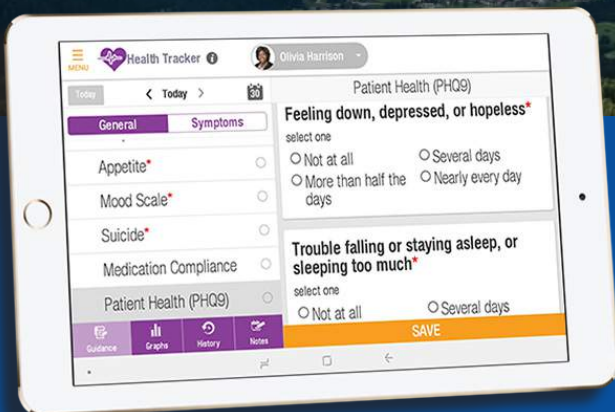 MENU
Health Tracker
Olivia Harrison
Today
< Today >
30
Patient Health (PHQ9)
General
Symptoms
Appetite*
Mood Scale*
Suicide*
Medication Compliance
Patient Health (PHQ9)
Guidance
Graphs
History
Notes
Feeling down, depressed, or hopeless*
select one
Not at all
Several days
More than half the
days
Nearly every day
Trouble falling or staying asleep, or
sleeping too much*
select one
Not at all
Several days
SAVE